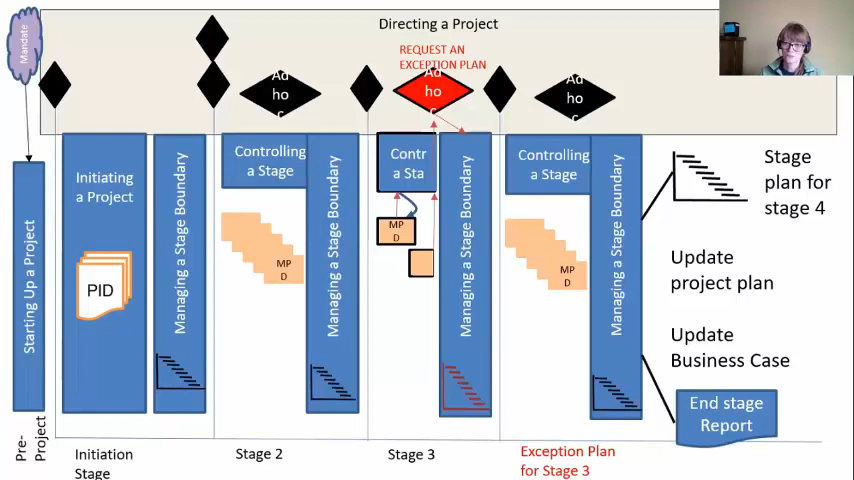 Directing a Project
Mandate
REQUEST AN
EXCEPTION PLAN
Ad
ho
c
Ad
ho
c
Ad
ho
c
Starting Up a Project
Initiating
a Project
PID
Managing a Stage Boundary
Controlling
a Stage
MP
D
Managing a Stage Boundary
Contr
a Sta
MP
D
Managing a Stage Boundary
Controlling
a Stage
MP
D
Managing a Stage Boundary
Stage
plan for
stage 4
Update
project plan
Update
Business Case
End stage
Report
Pre-
Project
Initiation
Stage
Stage 2
Stage 3
Exception Plan
for Stage 3